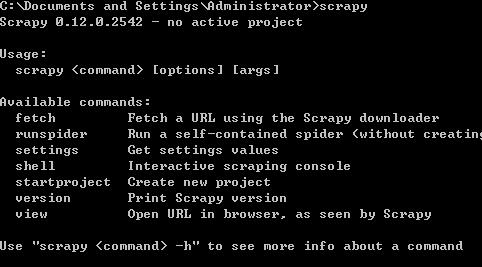 C:\Documents and Settings\Administrator>scrapy
Scrapy 0.12.0.2542 - no active project
Usage:
scrapy <command> [options] [args]
Available commands:
fetch Fetch a URL using the Scrapy downloader
runspider Run a self-contained spider (without creating
settings Get settings values
shell Interactive scraping console
startproject Create new project
version Print Scrapy version
view Open URL in browser, as seen by Scrapy
Use "scrapy <command> -h" to see more info about a command